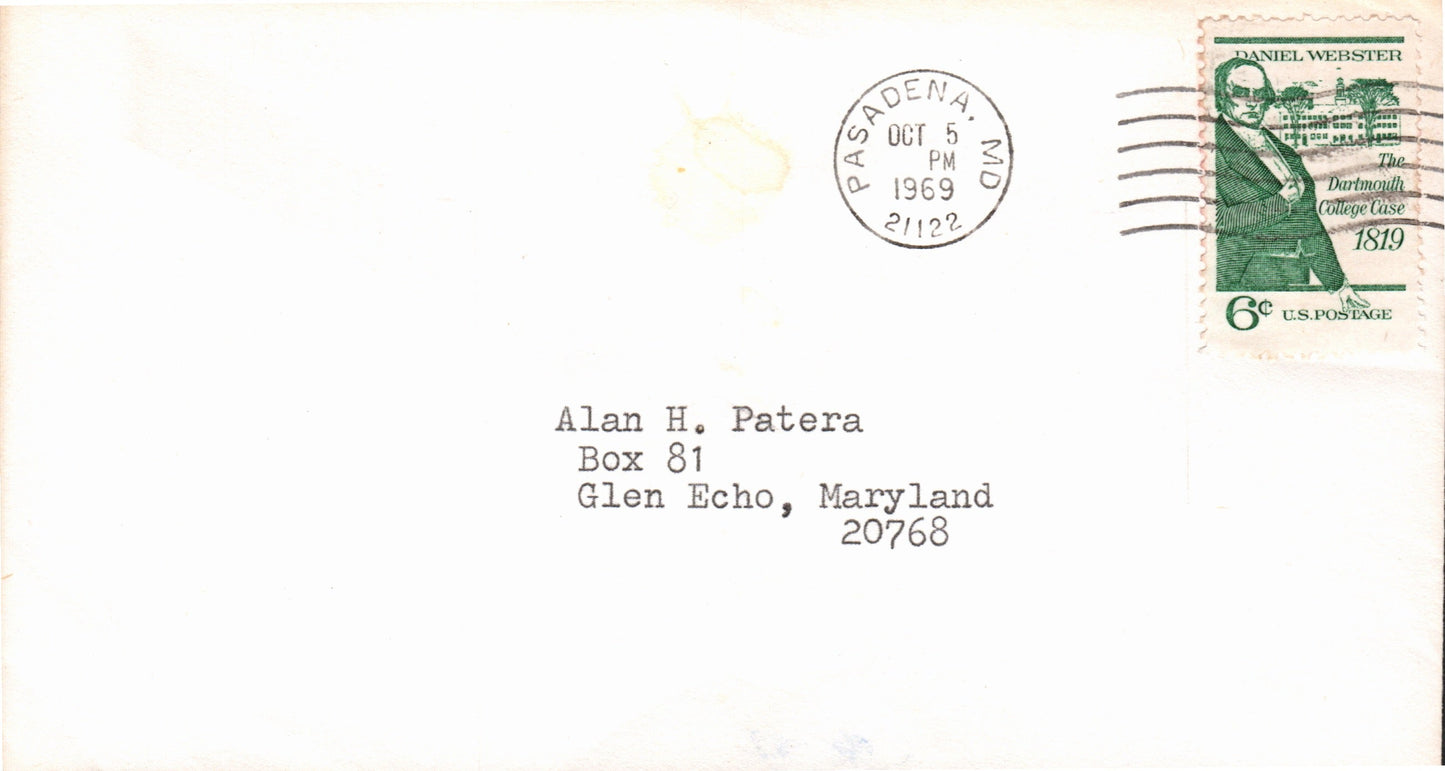 PASADENA, MD
OCT 5
PM
1969
21122
DANIEL WEBSTER
The
Dartmouth
College Case
1819
6¢ U.S. POSTAGE
Alan H. Patera
Box 81
Glen Echo, Maryland
20768